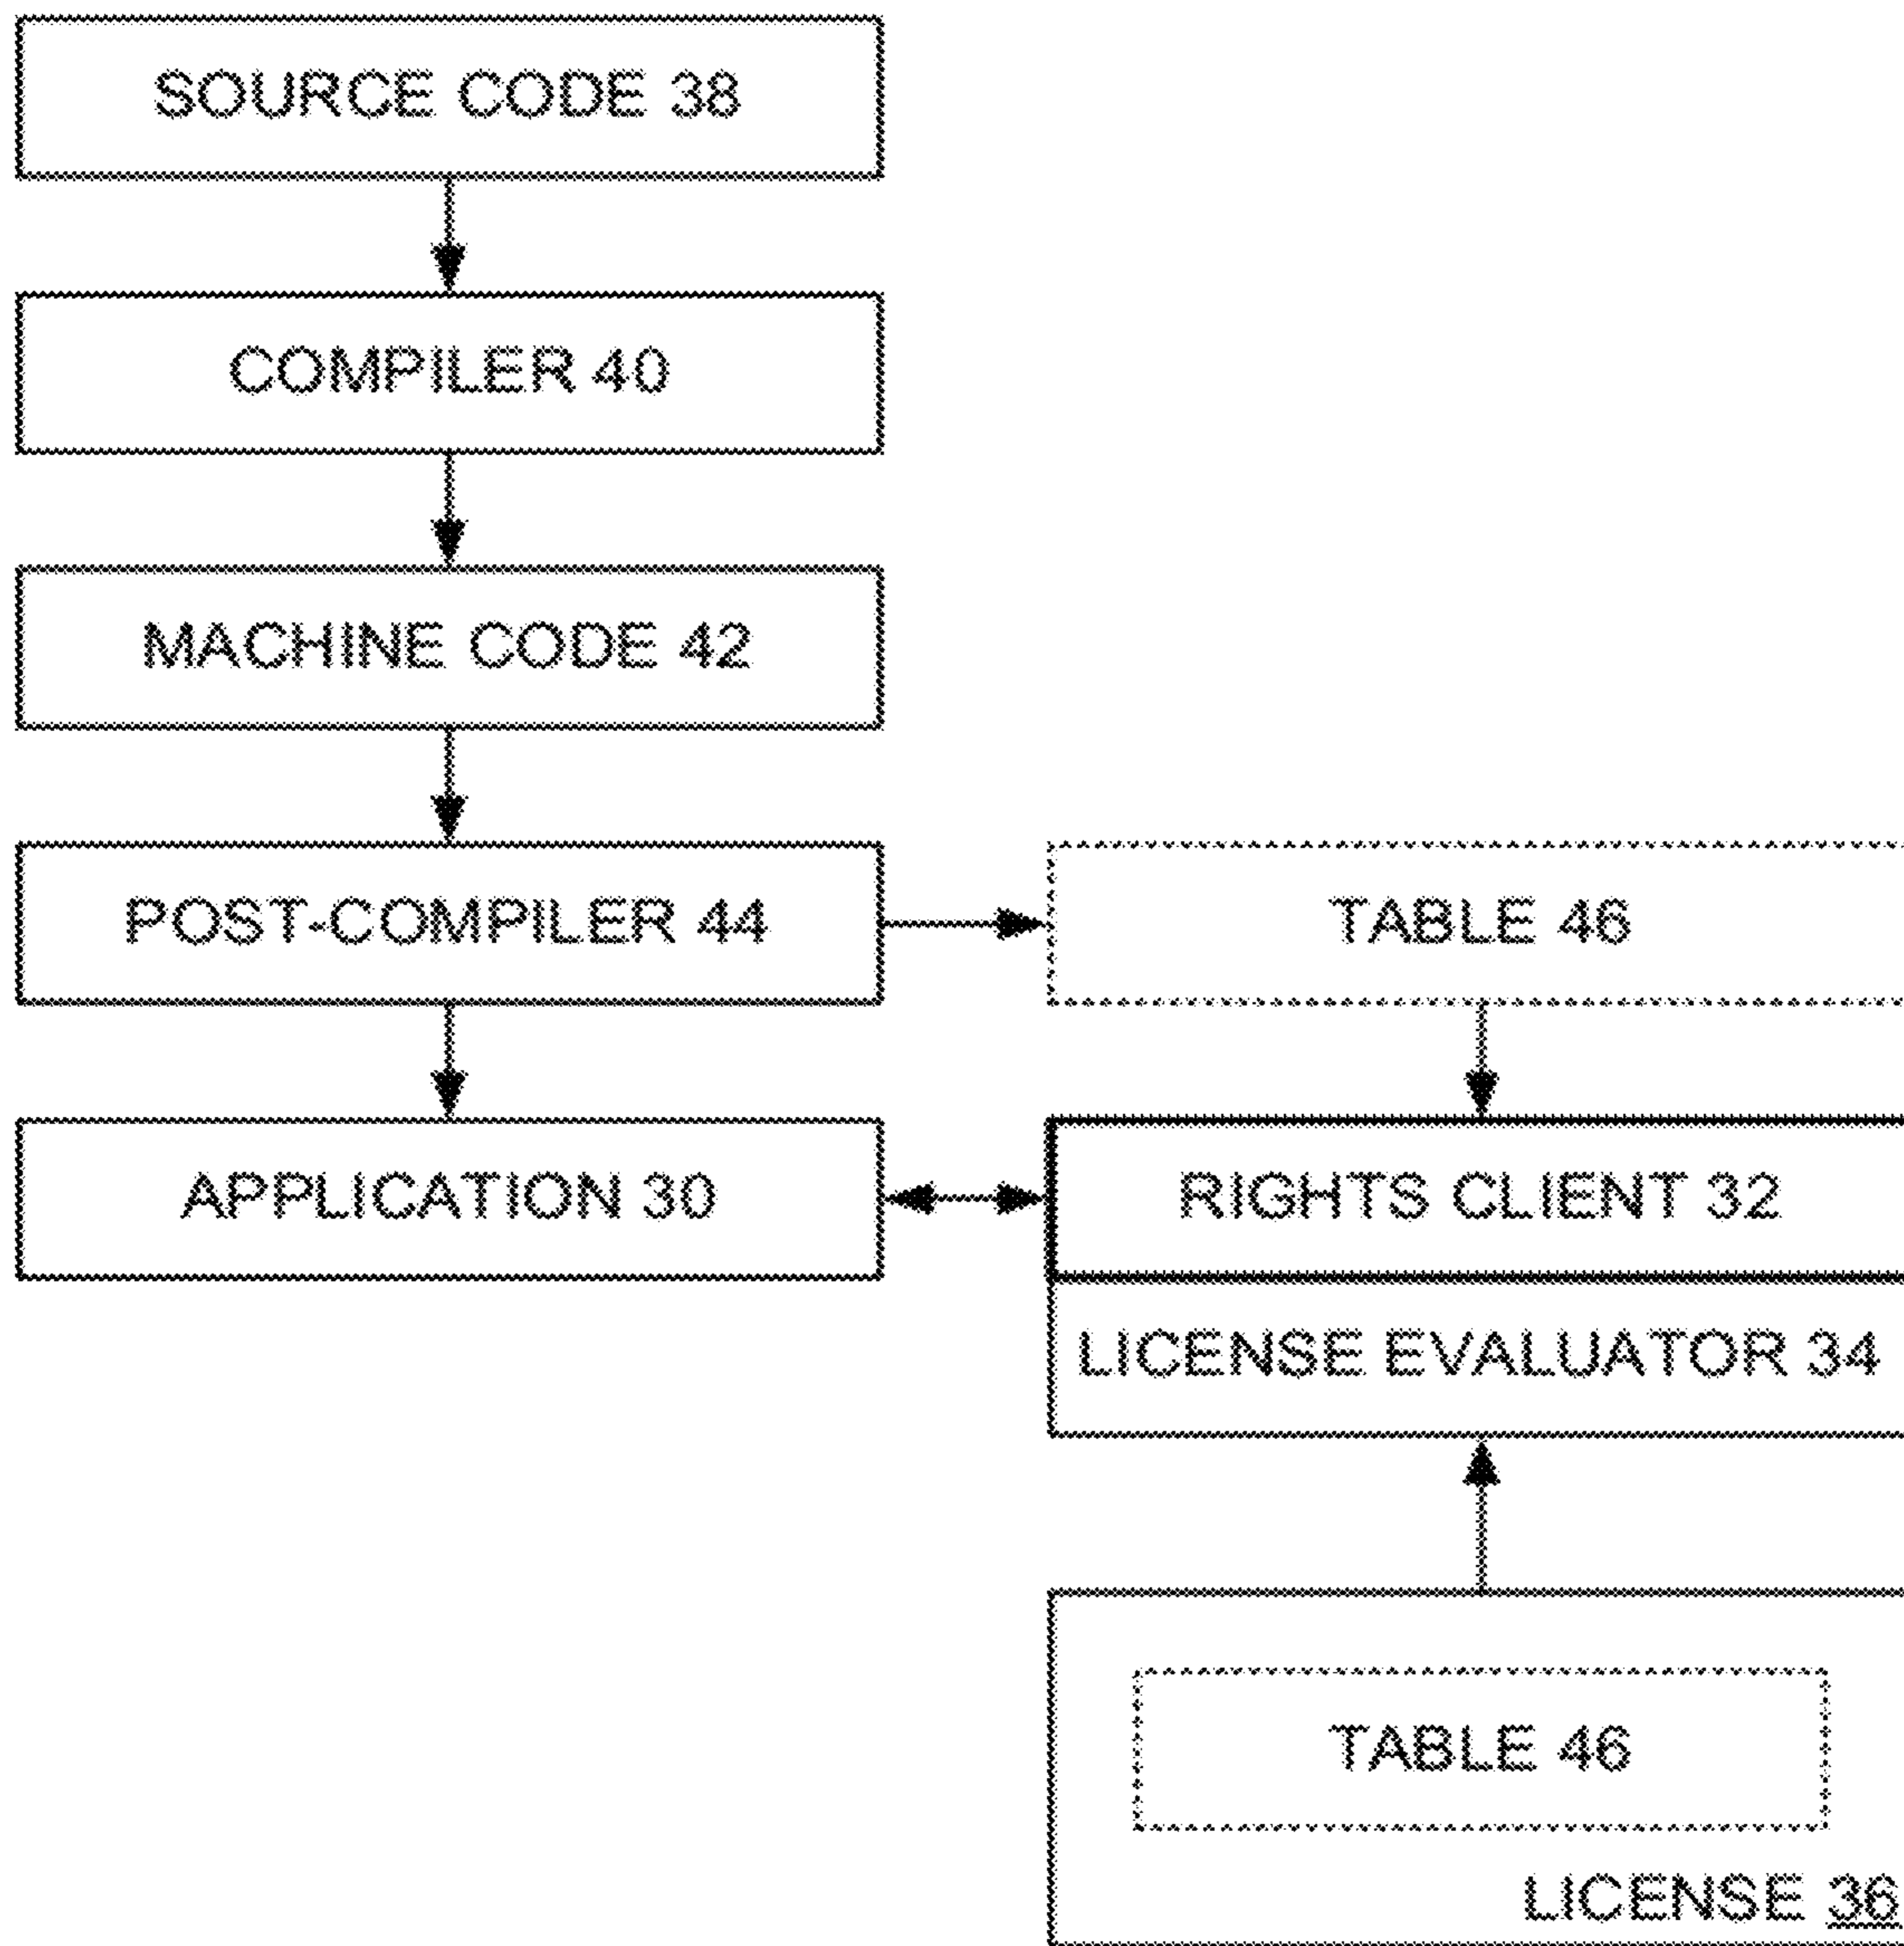 SOURCE CODE 38
COMPILER 40
MACHINE CODE 42
POST-COMPILER 44
TABLE 46
APPLICATION 30
RIGHTS CLIENT 32
LICENSE EVALUATOR 34
TABLE 46
LICENSE 36